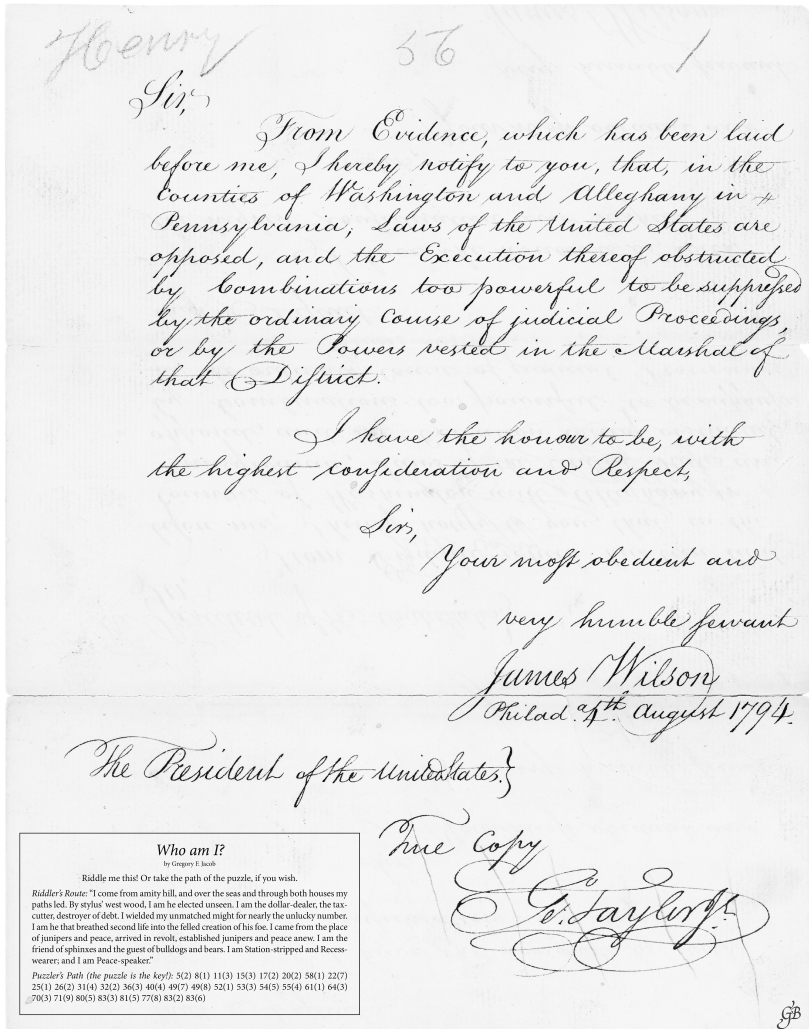 Henry 56 1
Sir,
From Evidence, which has been laid
before me, I hereby notify to you, that, in the
Counties of Washington and Alleghany in
Pennsylvania, Laws of the United States are
opposed, and the Execution thereof obstructed
by Combinations too powerful to be suppressed
by the ordinary Course of judicial Proceedings,
or by the Powers vested in the Marshal of
that District.
I have the honour to be, with
the highest consideration and Respect,
Sir,
Your most obedient and
very humble servant
James Wilson
Philad.ª 4th. August 1794.
The President of the United States.}
True Copy
Geo: Taylor Jr.
Who am I?
by Gregory F. Jacob
Riddle me this! Or take the path of the puzzle, if you wish.
Riddler's Route: “I come from amity hill, and over the seas and through both houses my
paths led. By stylus' west wood, I am he elected unseen. I am the dollar-dealer, the tax-
cutter, destroyer of debt. I wielded my unmatched might for nearly the unlucky number.
I am he that breathed second life into the felled creation of his foe. I came from the place
of junipers and peace, arrived in revolt, established junipers and peace anew. I am the
friend of sphinxes and the guest of bulldogs and bears. I am Station-stripped and Recess-
wearer; and I am Peace-speaker.”
Puzzler's Path (the puzzle is the key!): 5(2) 8(1) 11(3) 15(3) 17(2) 20(2) 58(1) 22(7)
25(1) 26(2) 31(4) 32(2) 36(3) 40(4) 49(7) 49(8) 52(1) 53(3) 54(5) 55(4) 61(1) 64(3)
70(3) 71(9) 80(5) 83(3) 81(5) 77(8) 83(2) 83(6)